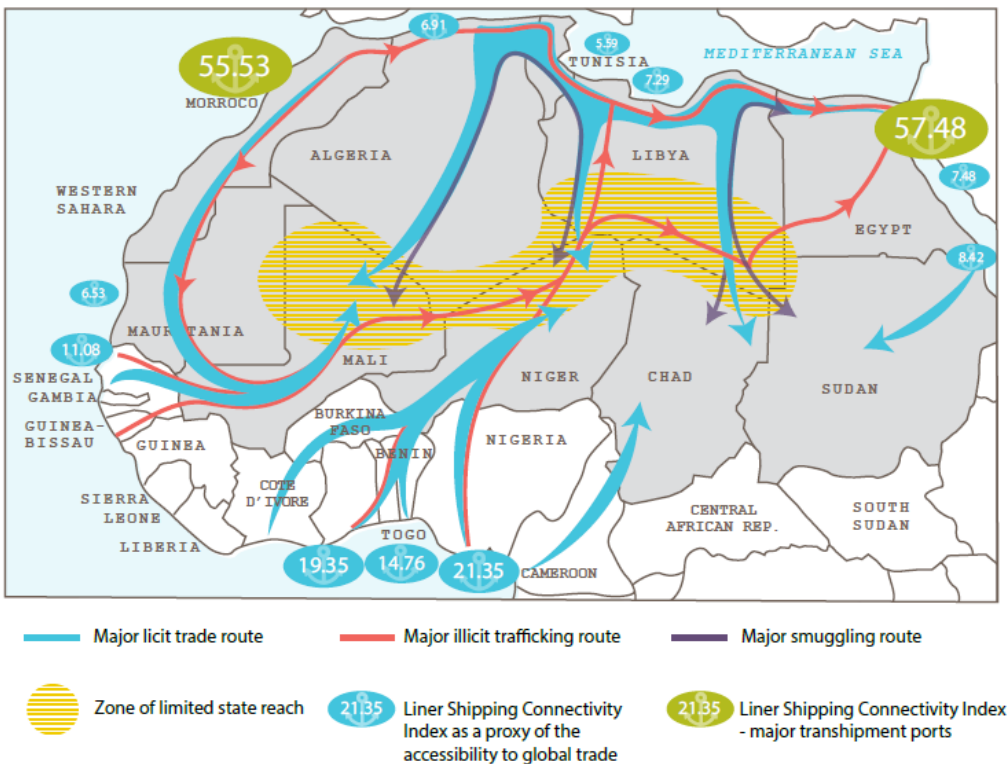 6.91
5.59
TUNISIA
MEDITERRANEAN SEA
55.53
7.29
MORROCO
57.48
ALGERIA
LIBYA
7.48
WESTERN
SAHARA
EGYPT
8.42
6.53
MAURITANIA
11.08
MALI
SENEGAL
GAMBIA
NIGER
CHAD
SUDAN
GUINEA-
BISSAU
BURKINA
FASO
GUINEA
NIGERIA
BENIN
COTE
D'IVORE
SIERRA
LEONE
CENTRAL
AFRICAN REP.
SOUTH
SUDAN
LIBERIA
TOGO
19.35
14.76
21.35
CAMEROON
Major licit trade route
Major illicit trafficking route
Major smuggling route
Zone of limited state reach
21.35
Liner Shipping Connectivity
Index as a proxy of the
accessibility to global trade
21.35
Liner Shipping Connectivity Index
- major transhipment ports